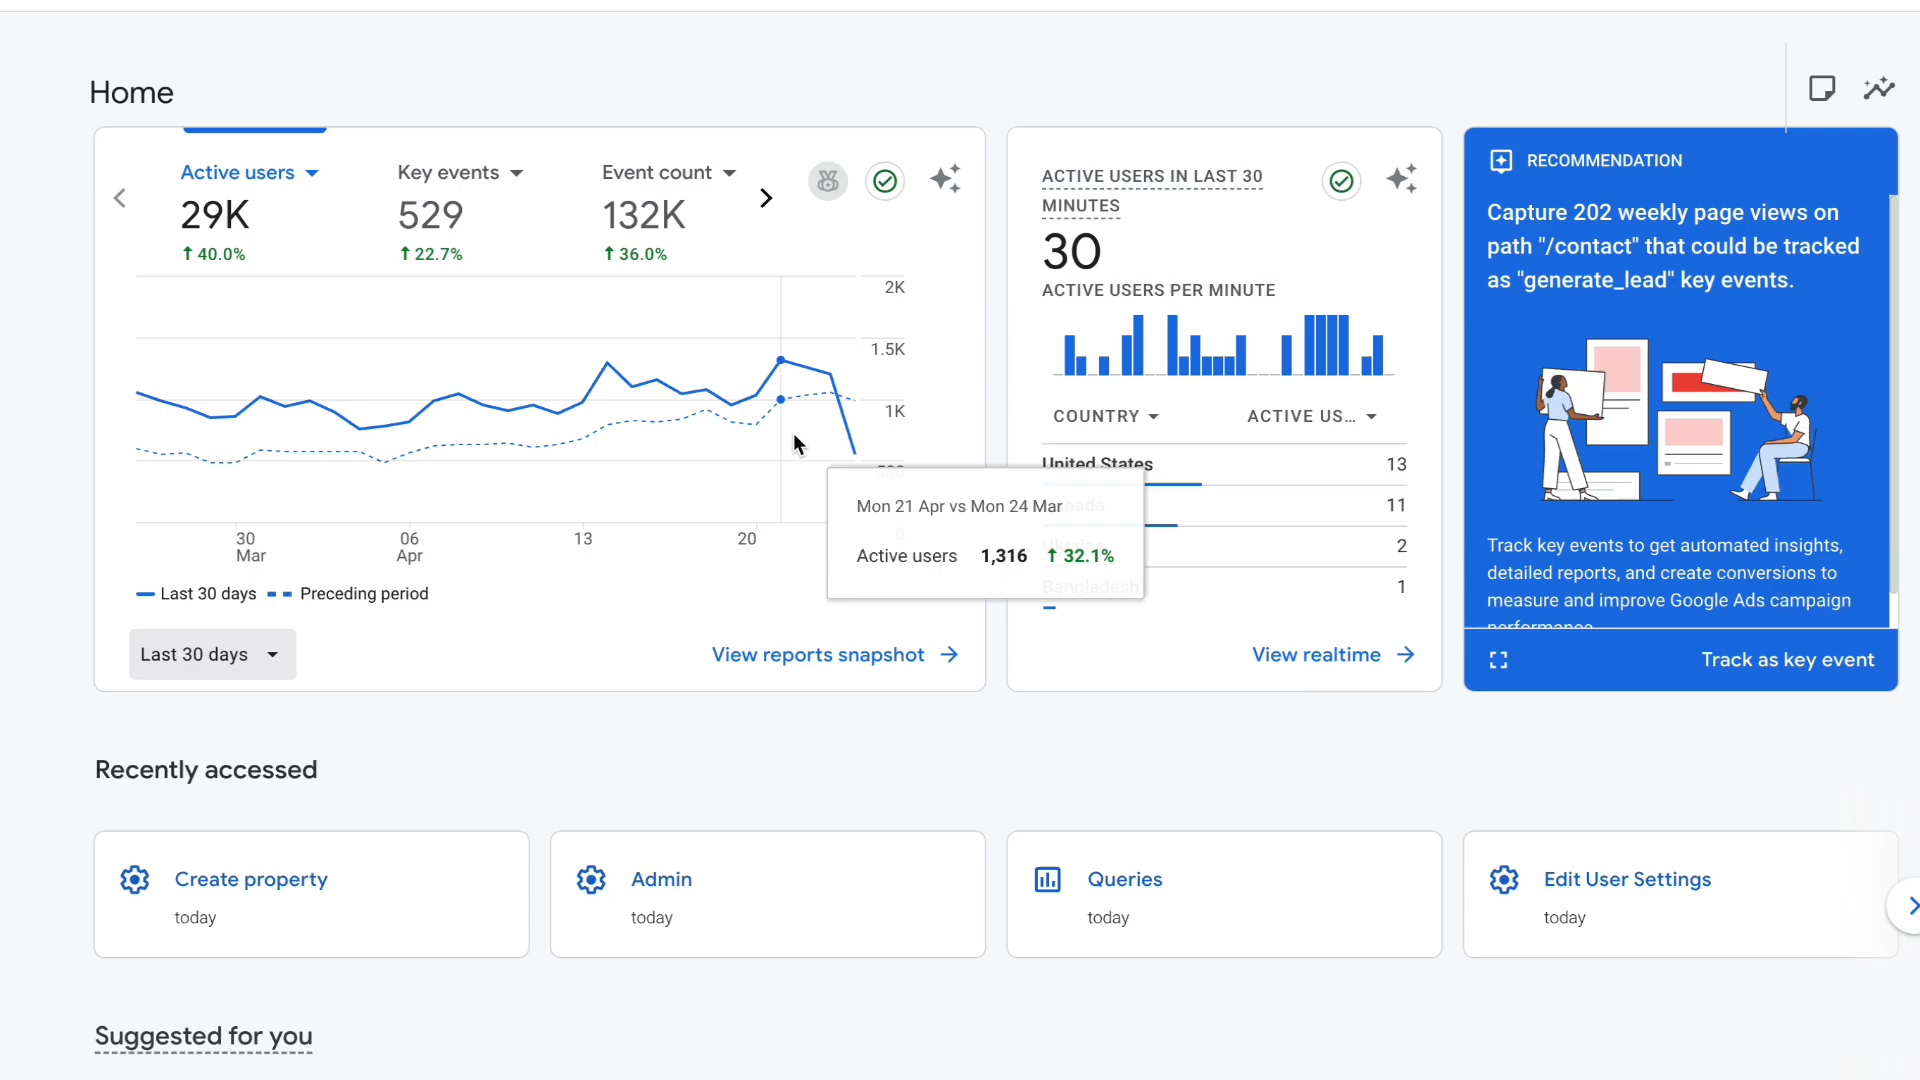 Home
Active users
29K
40.0%
Key events
529
22.7%
Event count
132K
36.0%
2K
1.5K
1K
0
30
Mar
06
Apr
13
20
Last 30 days
Preceding period
Last 30 days
View reports snapshot
Mon 21 Apr vs Mon 24 Mar
Active users 1,316 32.1%
ACTIVE USERS IN LAST 30
MINUTES
30
ACTIVE USERS PER MINUTE
COUNTRY ACTIVE US...
United States 13
11
2
Bangladesh 1
View realtime
RECOMMENDATION
Capture 202 weekly page views on
path "/contact" that could be tracked
as "generate_lead" key events.
Track key events to get automated insights,
detailed reports, and create conversions to
measure and improve Google Ads campaign
performance.
Track as key event
Recently accessed
Create property
today
Admin
today
Queries
today
Edit User Settings
today
Suggested for you